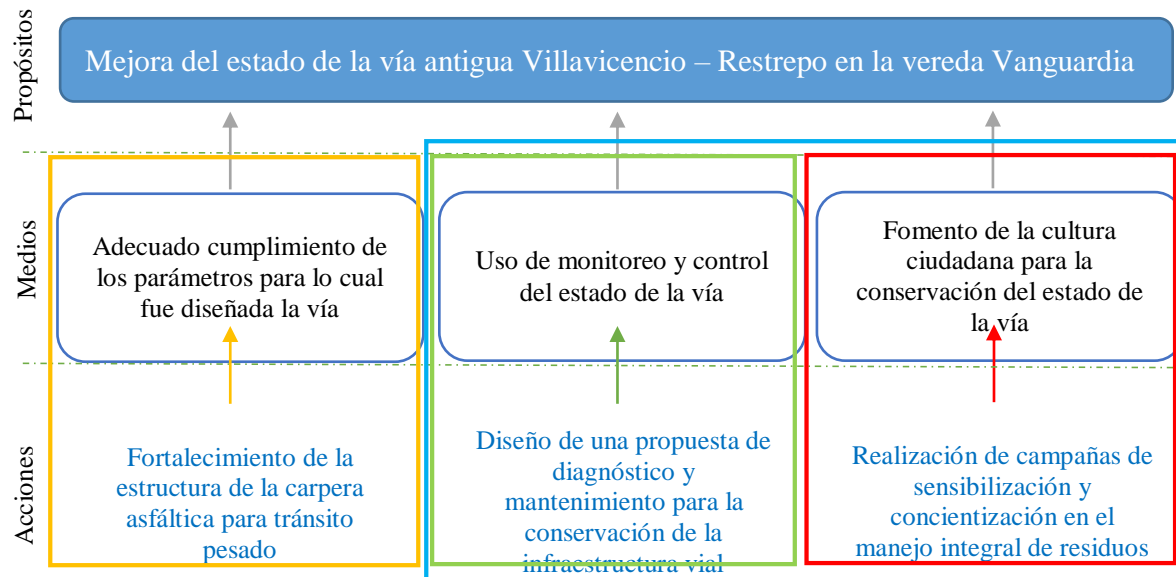 Propósitos
Mejora del estado de la vía antigua Villavicencio – Restrepo en la vereda Vanguardia
Medios
Adecuado cumplimiento de
los parámetros para lo cual
fue diseñada la vía
Uso de monitoreo y control
del estado de la vía
Fomento de la cultura
ciudadana para la
conservación del estado de
la vía
Acciones
Fortalecimiento de la
estructura de la carpera
asfáltica para tránsito
pesado
Diseño de una propuesta de
diagnóstico y
mantenimiento para la
conservación de la
infraestructura vial
Realización de campañas de
sensibilización y
concientización en el
manejo integral de residuos